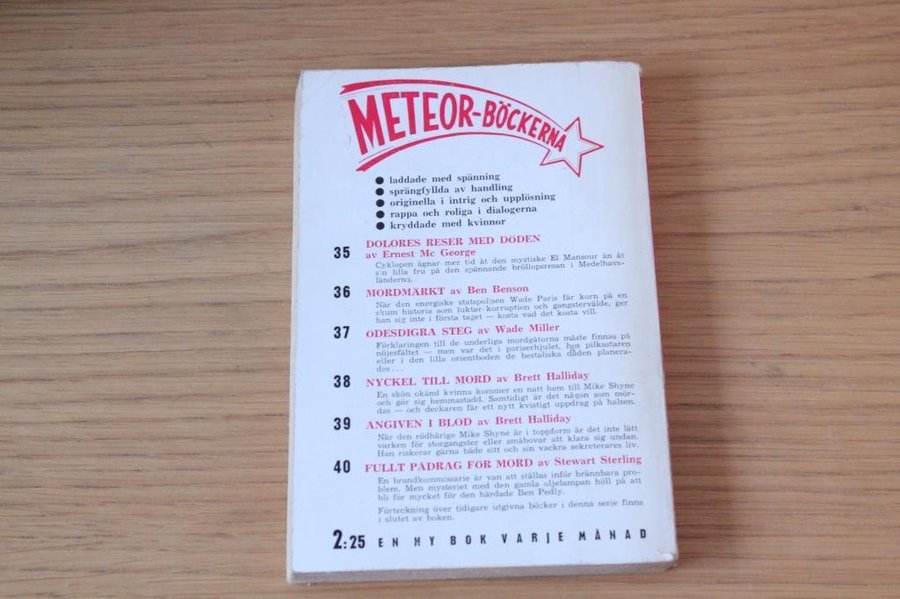 METEOR-BÖCKERNA
● laddade med spänning
● sprängfyllda av handling
● originella i intrig och upplösning
● rappa och roliga i dialogerna
● kryddade med kvinnor
35 DOLORES RESER MED DÖDEN
av Ernest Mc George
Cyklopen ägnar mer tid åt den mystiske El Mansour än åt
s'n lilla fru på den spännande bröllopsresan i Medelhavs-
länderna.
36 MORDMÄRKT av Ben Benson
När den energiske statspolisen Wade Paris får korn på en
skum historia som luktar korruption och gangstervälde, ger
han sig inte i första taget — kosta vad det kosta vill.
37 ÖDESDIGRA STEG av Wade Miller
Förklaringen till de underliga mordgåtorna måste finnas på
nöjesfältet — men var det i pariserhjulet, hos pilkastaren
eller i den lilla orientboden de bestaliska dåden planera-
des...
38 NYCKEL TILL MORD av Brett Halliday
En skön okänd kvinna kommer en natt hem till Mike Shyne
och gör sig hemmastadd. Samtidigt är det någon som mör-
das — och deckaren får ett nytt kvistigt uppdrag på halsen.
39 ANGIVEN I BLOD av Brett Halliday
När den rödhårige Mike Shyne är i toppform är det inte lätt
varken för storgangster eller småbovar att klara sig undan.
Han riskerar gärna både sitt och sin vackra sekreterares liv.
40 FULLT PÅDRAG FÖR MORD av Stewart Sterling
En brandkommissarie är van att ställas inför brännbara pro-
blem. Men mysteriet med den gamla oljelampan höll på att
bli för mycket för den härdade Ben Pedly.
Förteckning över tidigare utgivna böcker i denna serie finns
i slutet av boken.
2:25 EN NY BOK VARJE MÅNAD